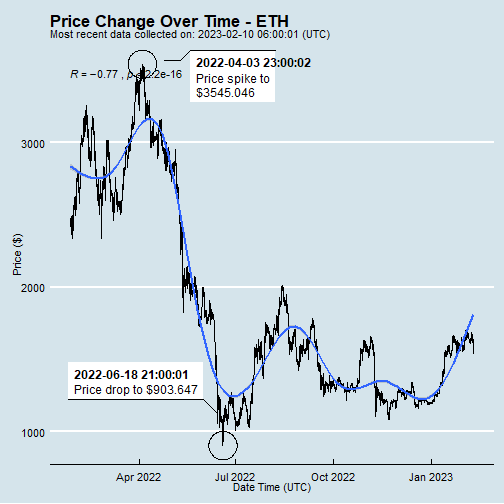 Price Change Over Time - ETH
Most recent data collected on: 2023-02-10 06:00:01 (UTC)
R = −0.77 , p < 2.2e-16
2022-04-03 23:00:02
Price spike to
$3545.046
3000
2000
1000
Price ($)
2022-06-18 21:00:01
Price drop to $903.647
Apr 2022
Jul 2022
Oct 2022
Jan 2023
Date Time (UTC)